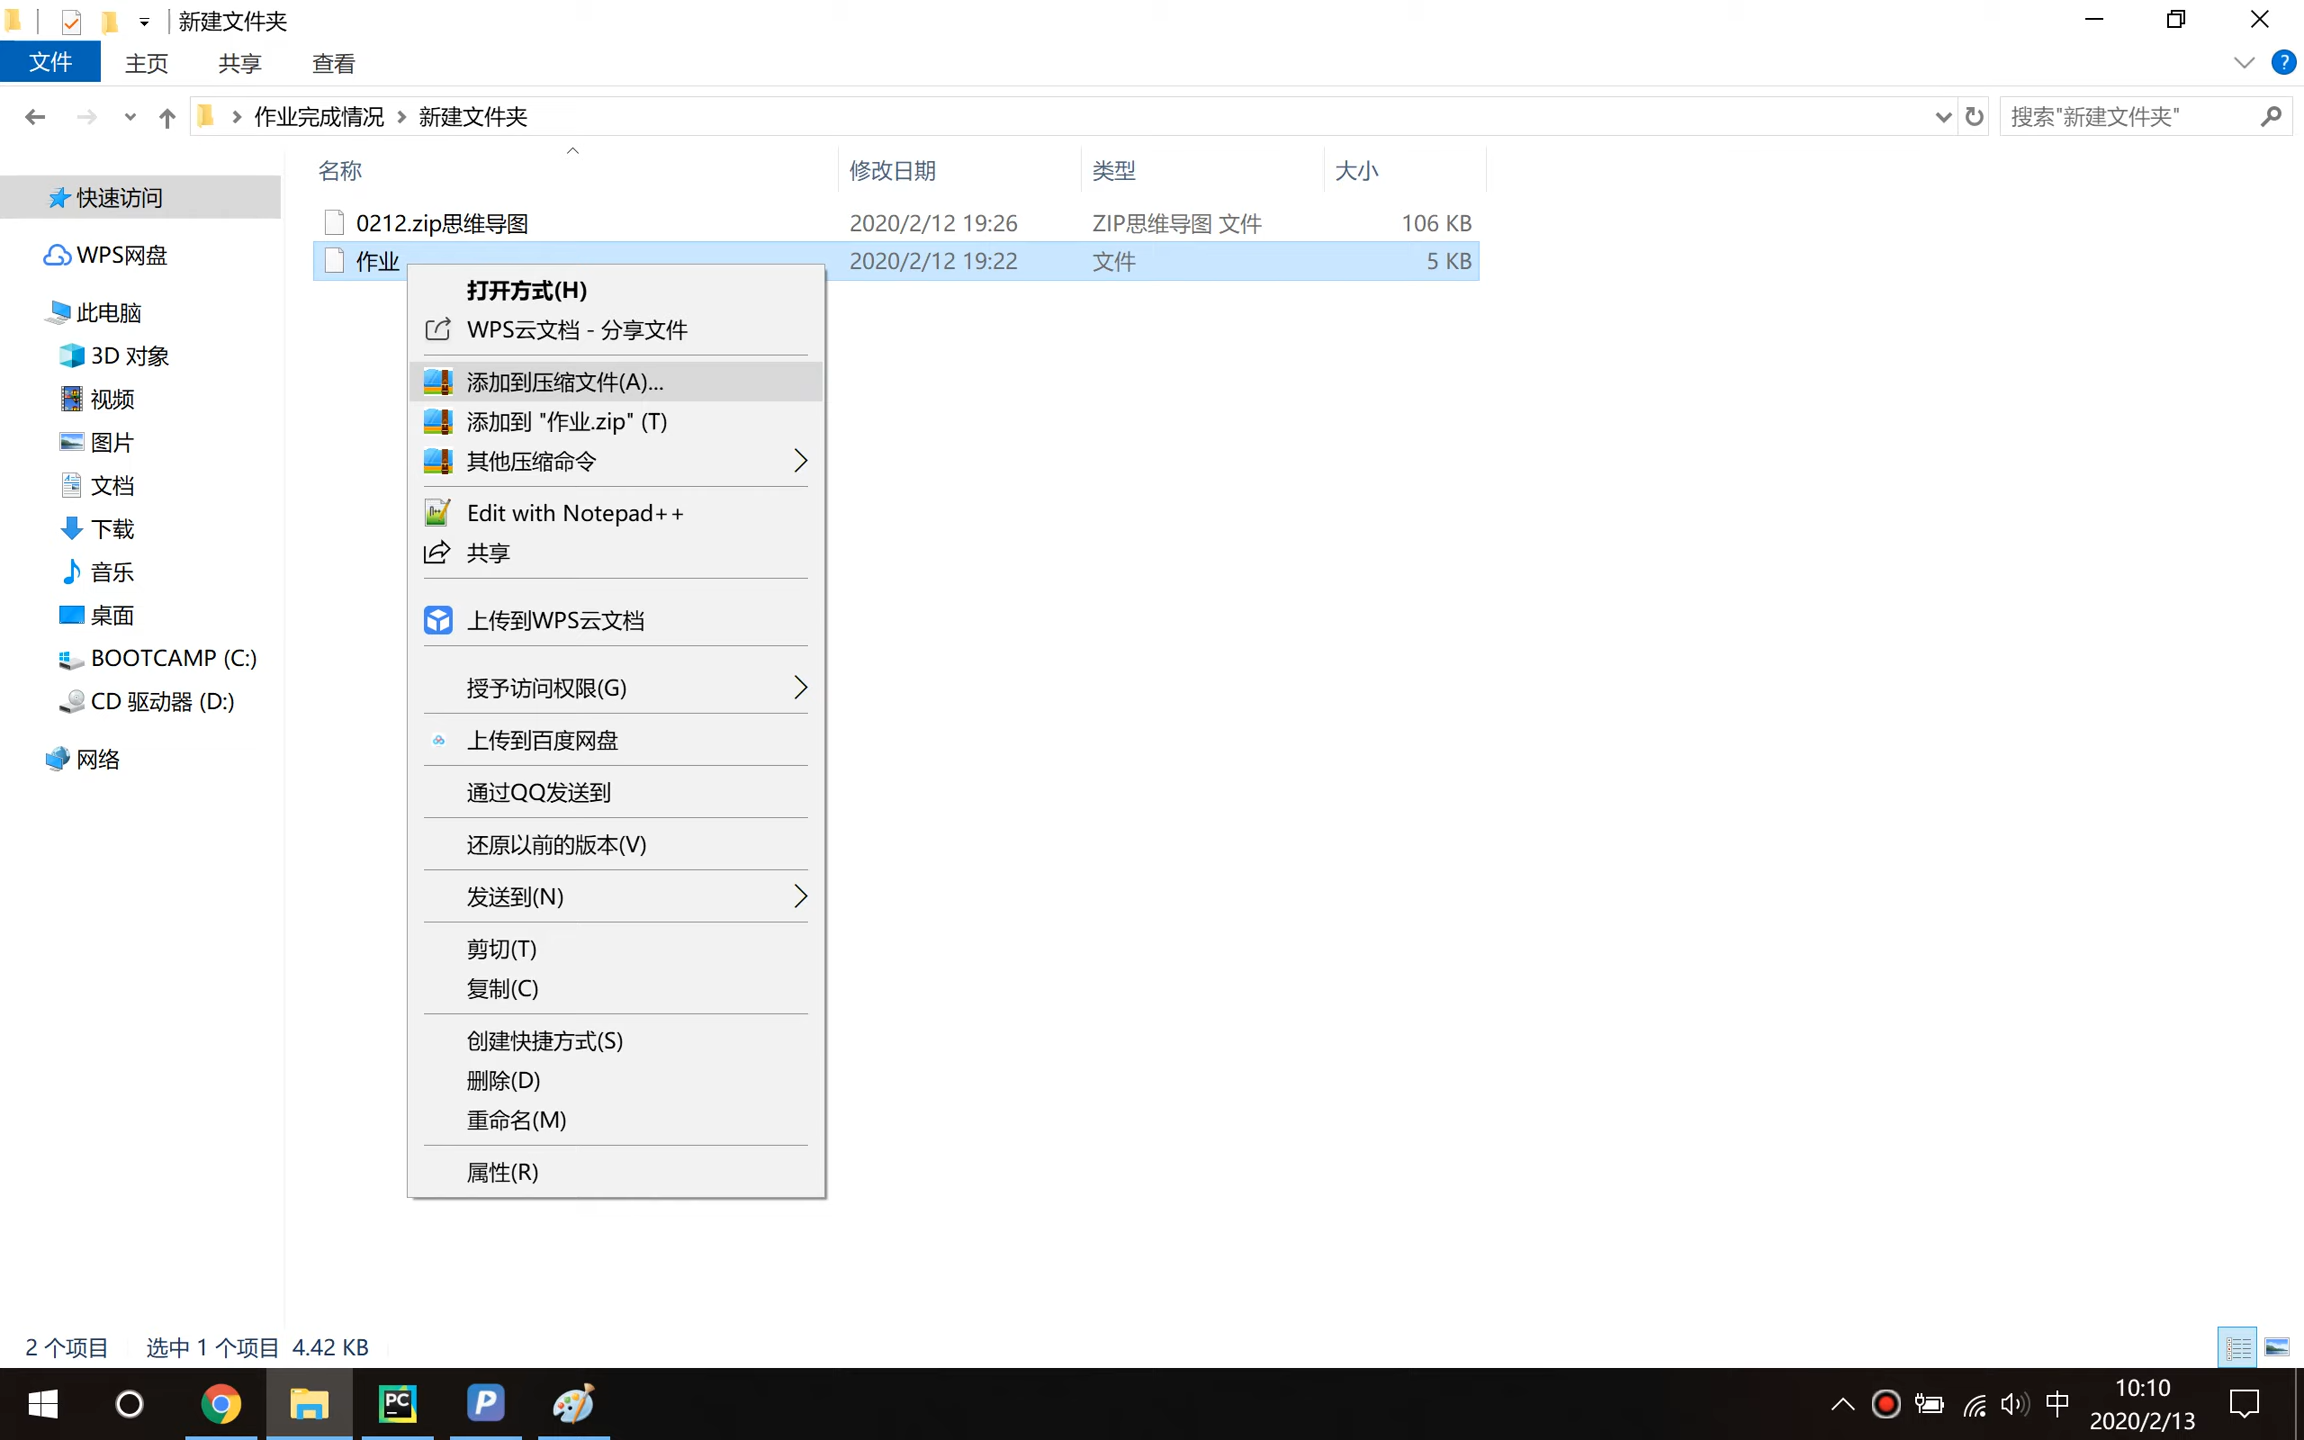 新建文件夹
文件 主页 共享 查看
作业完成情况 新建文件夹 搜索"新建文件夹"
名称 修改日期 类型 大小
快速访问
WPS网盘
此电脑
3D 对象
视频
图片
文档
下载
音乐
桌面
BOOTCAMP (C:)
CD 驱动器 (D:)
网络
0212.zip思维导图 2020/2/12 19:26 ZIP思维导图 文件 106 KB
作业 2020/2/12 19:22 文件 5 KB
打开方式(H)
WPS云文档 - 分享文件
添加到压缩文件(A)...
添加到 "作业.zip" (T)
其他压缩命令
Edit with Notepad++
共享
上传到WPS云文档
授予访问权限(G)
上传到百度网盘
通过QQ发送到
还原以前的版本(V)
发送到(N)
剪切(T)
复制(C)
创建快捷方式(S)
删除(D)
重命名(M)
属性(R)
2 个项目 选中 1 个项目 4.42 KB
PC P 中 10:10
2020/2/13